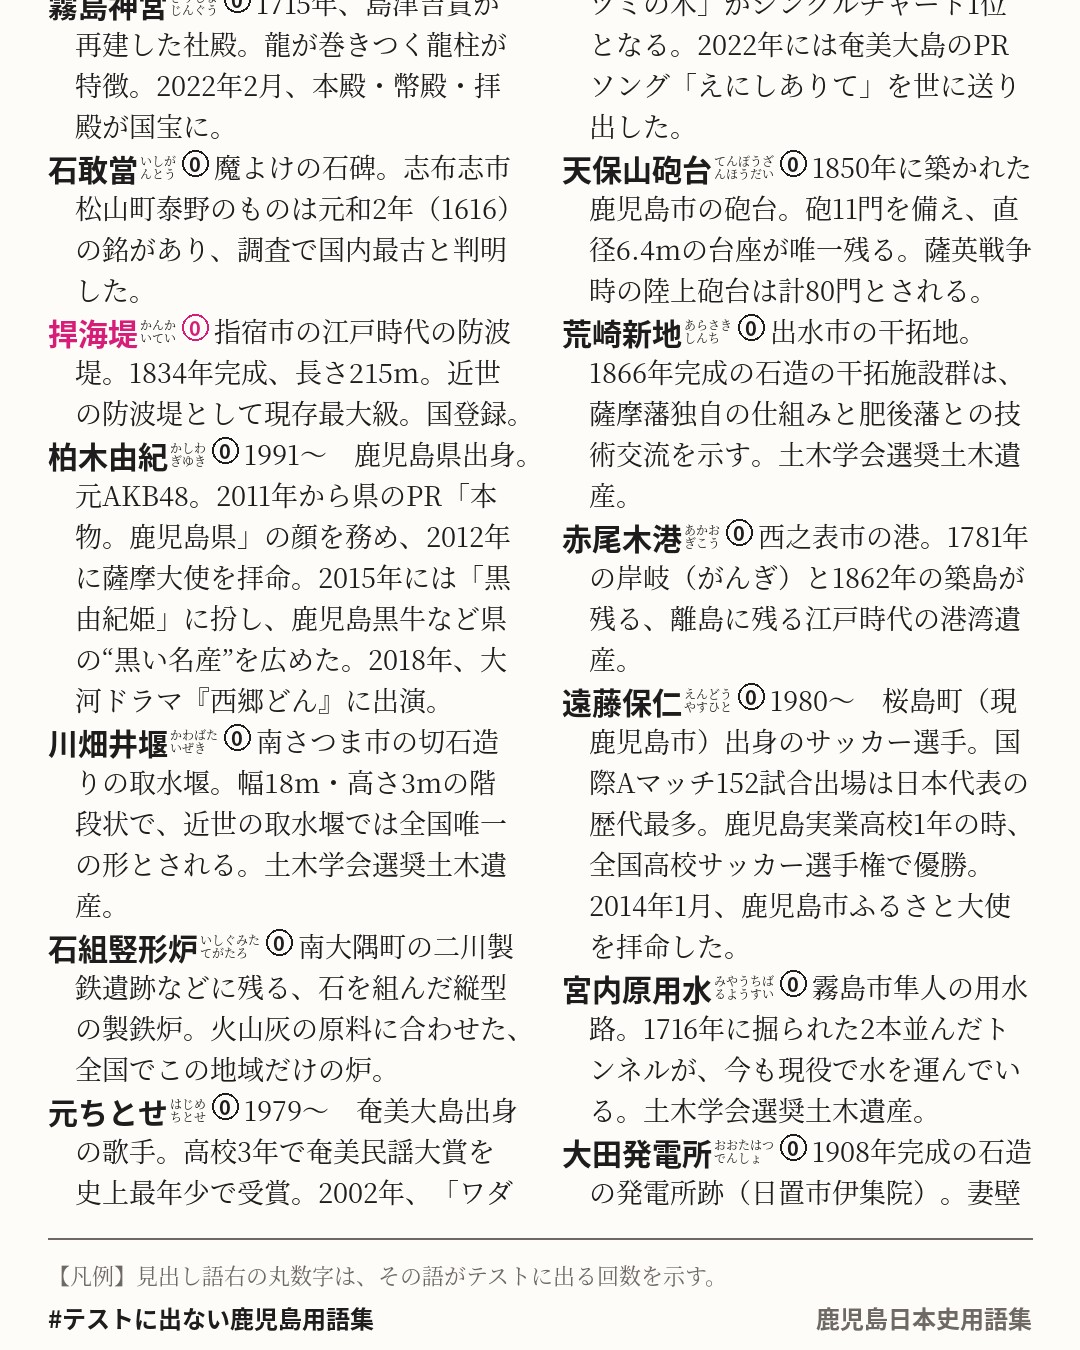 霧島神宮 じんぐう 0 1715年、島津吉貴が
再建した社殿。龍が巻きつく龍柱が
特徴。2022年2月、本殿・幣殿・拝
殿が国宝に。
石敢當 いしがんとう 0 魔よけの石碑。志布志市
松山町泰野のものは元和2年（1616）
の銘があり、調査で国内最古と判明
した。
捍海堤 かんかいてい 0 指宿市の江戸時代の防波
堤。1834年完成、長さ215m。近世
の防波堤として現存最大級。国登録。
柏木由紀 かしわぎゆき 0 1991〜　鹿児島県出身。
元AKB48。2011年から県のPR「本
物。鹿児島県」の顔を務め、2012年
に薩摩大使を拝命。2015年には「黒
由紀姫」に扮し、鹿児島黒牛など県
の“黒い名産”を広めた。2018年、大
河ドラマ『西郷どん』に出演。
川畑井堰 かわばたいぜき 0 南さつま市の切石造
りの取水堰。幅18m・高さ3mの階
段状で、近世の取水堰では全国唯一
の形とされる。土木学会選奨土木遺
産。
石組竪形炉 いしぐみたてがたろ 0 南大隅町の二川製
鉄遺跡などに残る、石を組んだ縦型
の製鉄炉。火山灰の原料に合わせた、
全国でこの地域だけの炉。
元ちとせ はじめちとせ 0 1979〜　奄美大島出身
の歌手。高校3年で奄美民謡大賞を
史上最年少で受賞。2002年、「ワダ
ツミの木」がシングルチャート1位
となる。2022年には奄美大島のPR
ソング「えにしありて」を世に送り
出した。
天保山砲台 てんぽうざんほうだい 0 1850年に築かれた
鹿児島市の砲台。砲11門を備え、直
径6.4mの台座が唯一残る。薩英戦争
時の陸上砲台は計80門とされる。
荒崎新地 あらさきしんち 0 出水市の干拓地。
1866年完成の石造の干拓施設群は、
薩摩藩独自の仕組みと肥後藩との技
術交流を示す。土木学会選奨土木遺
産。
赤尾木港 あかおぎこう 0 西之表市の港。1781年
の岸岐（がんぎ）と1862年の築島が
残る、離島に残る江戸時代の港湾遺
産。
遠藤保仁 えんどうやすひと 0 1980〜　桜島町（現
鹿児島市）出身のサッカー選手。国
際Aマッチ152試合出場は日本代表の
歴代最多。鹿児島実業高校1年の時、
全国高校サッカー選手権で優勝。
2014年1月、鹿児島市ふるさと大使
を拝命した。
宮内原用水 みやうちばるようすい 0 霧島市隼人の用水
路。1716年に掘られた2本並んだト
ンネルが、今も現役で水を運んでい
る。土木学会選奨土木遺産。
大田発電所 おおたはつでんしょ 0 1908年完成の石造
の発電所跡（日置市伊集院）。妻壁
【凡例】見出し語右の丸数字は、その語がテストに出る回数を示す。
#テストに出ない鹿児島用語集
鹿児島日本史用語集